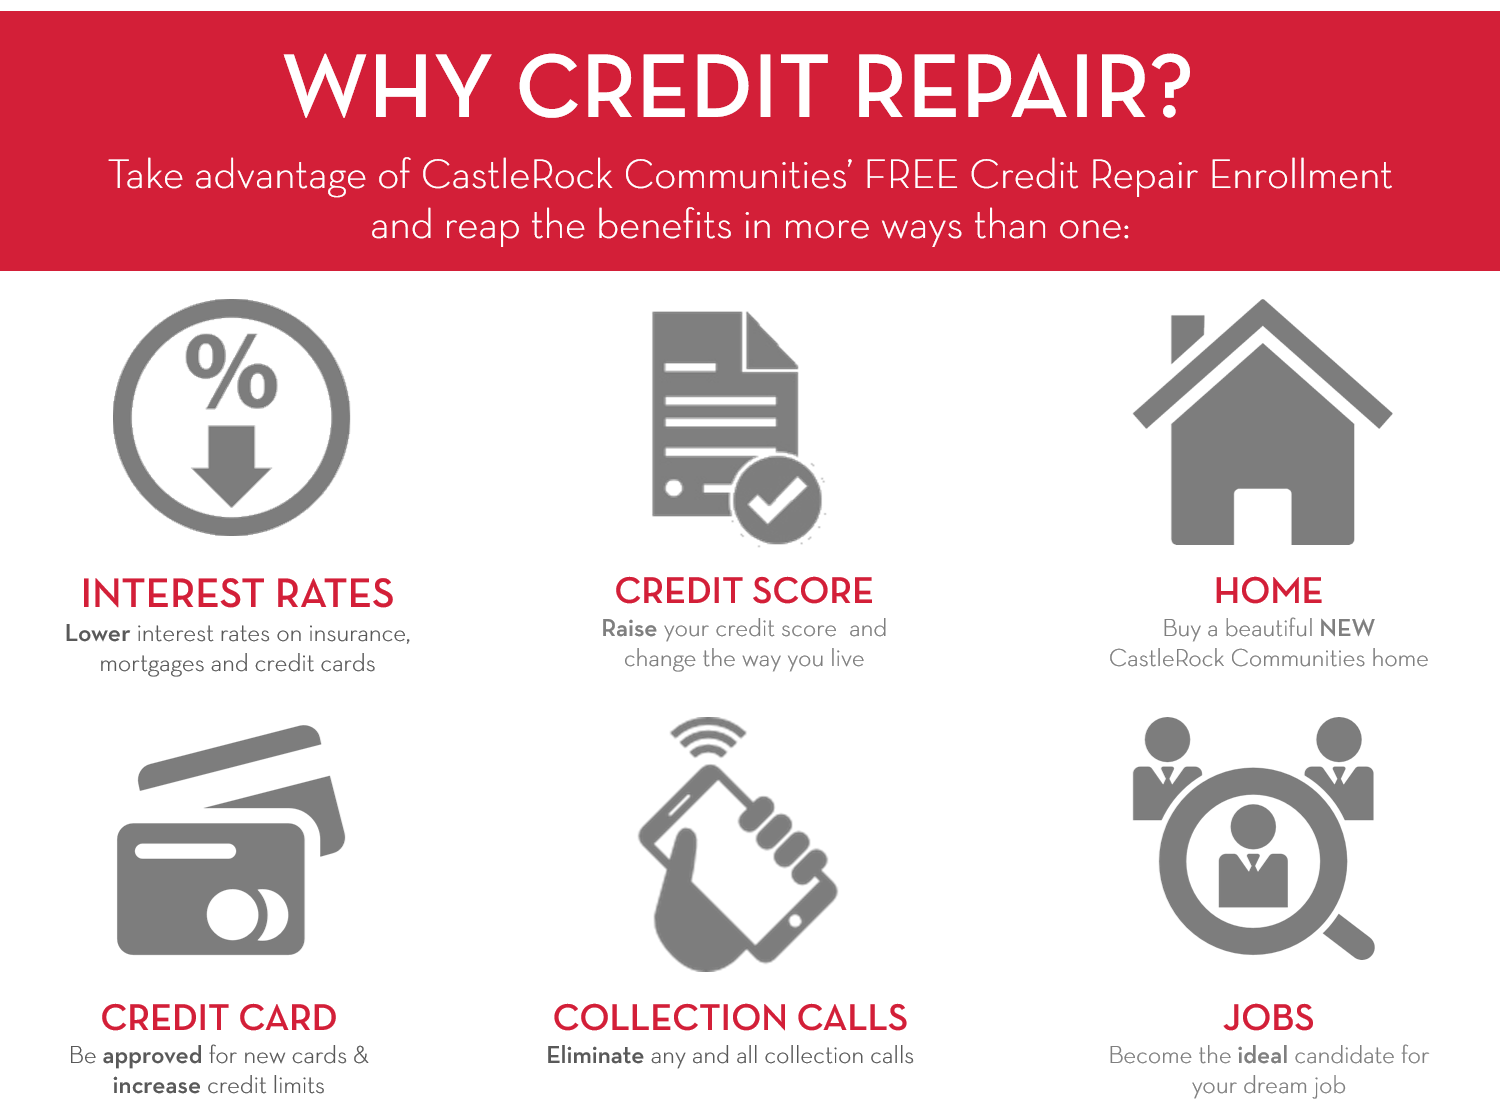 WHY CREDIT REPAIR?
Take advantage of CastleRock Communities' FREE Credit Repair Enrollment
and reap the benefits in more ways than one:
%
INTEREST RATES
Lower interest rates on insurance,
mortgages and credit cards
CREDIT SCORE
Raise your credit score and
change the way you live
HOME
Buy a beautiful NEW
CastleRock Communities home
CREDIT CARD
Be approved for new cards &
increase credit limits
COLLECTION CALLS
Eliminate any and all collection calls
JOBS
Become the ideal candidate for
your dream job